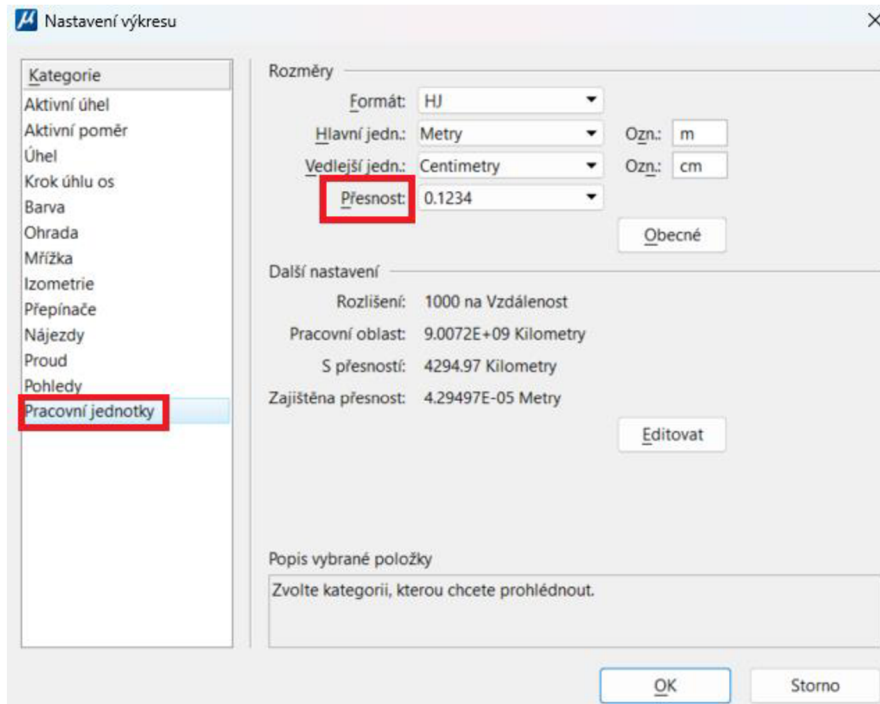 Nastavení výkresu
Kategorie
Aktivní úhel
Aktivní poměr
Úhel
Krok úhlu os
Barva
Ohrada
Mřížka
Izometrie
Přepínače
Nájezdy
Proud
Pohledy
Pracovní jednotky
Rozměry
Formát: HJ
Hlavní jedn.: Metry Ozn.: m
Vedlejší jedn.: Centimetry Ozn.: cm
Přesnost: 0.1234
Obecné
Další nastavení
Rozlišení: 1000 na Vzdálenost
Pracovní oblast: 9.0072E+09 Kilometry
S přesností: 4294.97 Kilometry
Zajištěna přesnost: 4.29497E-05 Metry
Editovat
Popis vybrané položky
Zvolte kategorii, kterou chcete prohlédnout.
OK Storno